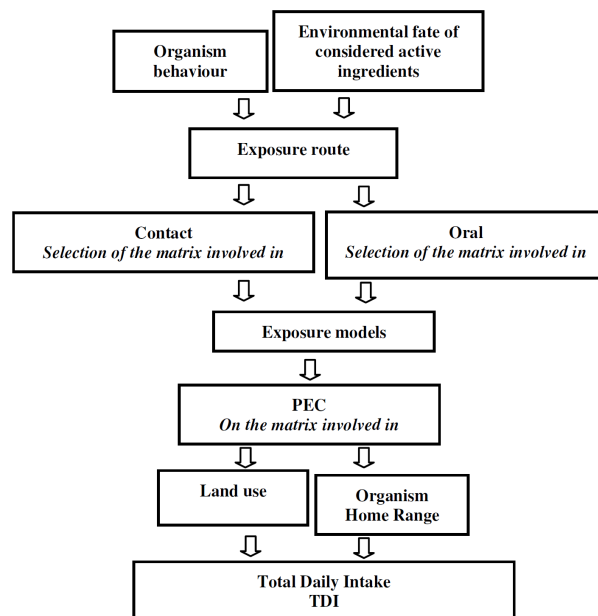 Organism
behaviour
Environmental fate of
considered active
ingredients
Exposure route
Contact
Selection of the matrix involved in
Oral
Selection of the matrix involved in
Exposure models
PEC
On the matrix involved in
Land use
Organism
Home Range
Total Daily Intake
TDI